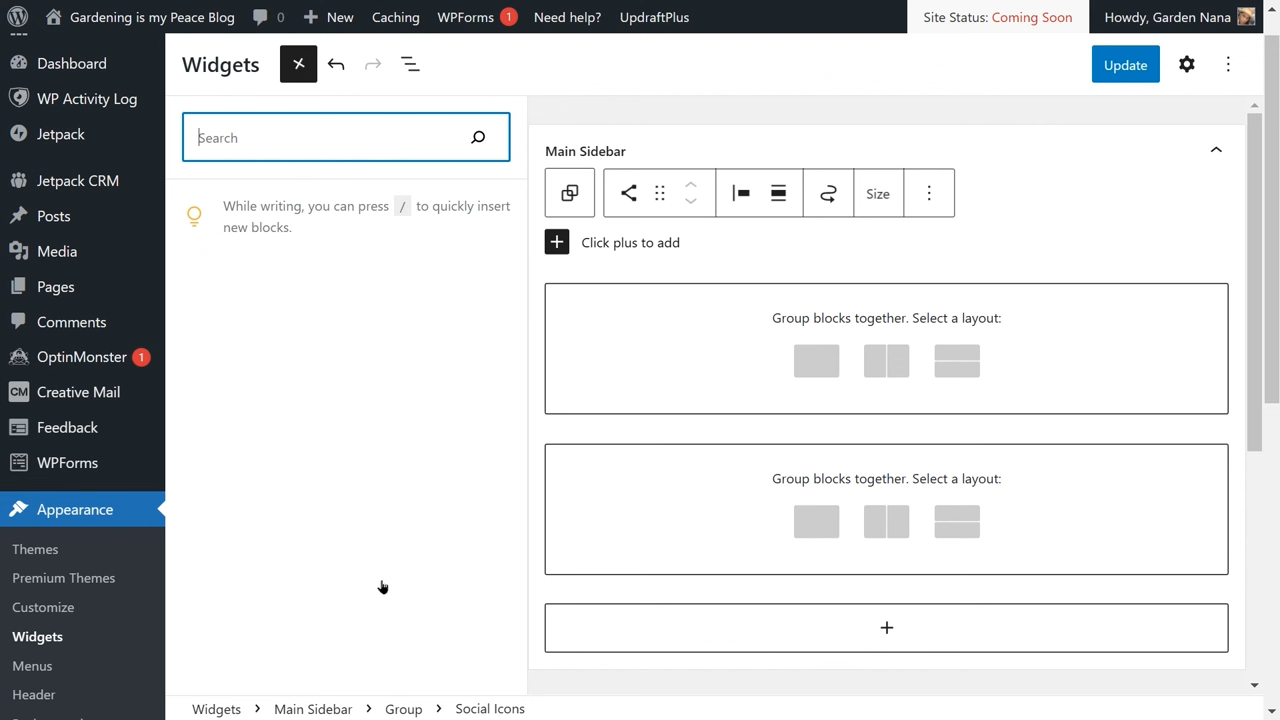 Gardening is my Peace Blog
0
New
Caching
WPForms 1
Need help?
UpdraftPlus
Site Status: Coming Soon
Howdy, Garden Nana
Dashboard
WP Activity Log
Jetpack
Jetpack CRM
Posts
Media
Pages
Comments
OptinMonster 1
CM Creative Mail
Feedback
WPForms
Appearance
Themes
Premium Themes
Customize
Widgets
Menus
Header
Widgets
Update
Search
While writing, you can press / to quickly insert
new blocks.
Main Sidebar
Size
Click plus to add
Group blocks together. Select a layout:
Group blocks together. Select a layout:
Widgets > Main Sidebar > Group > Social Icons